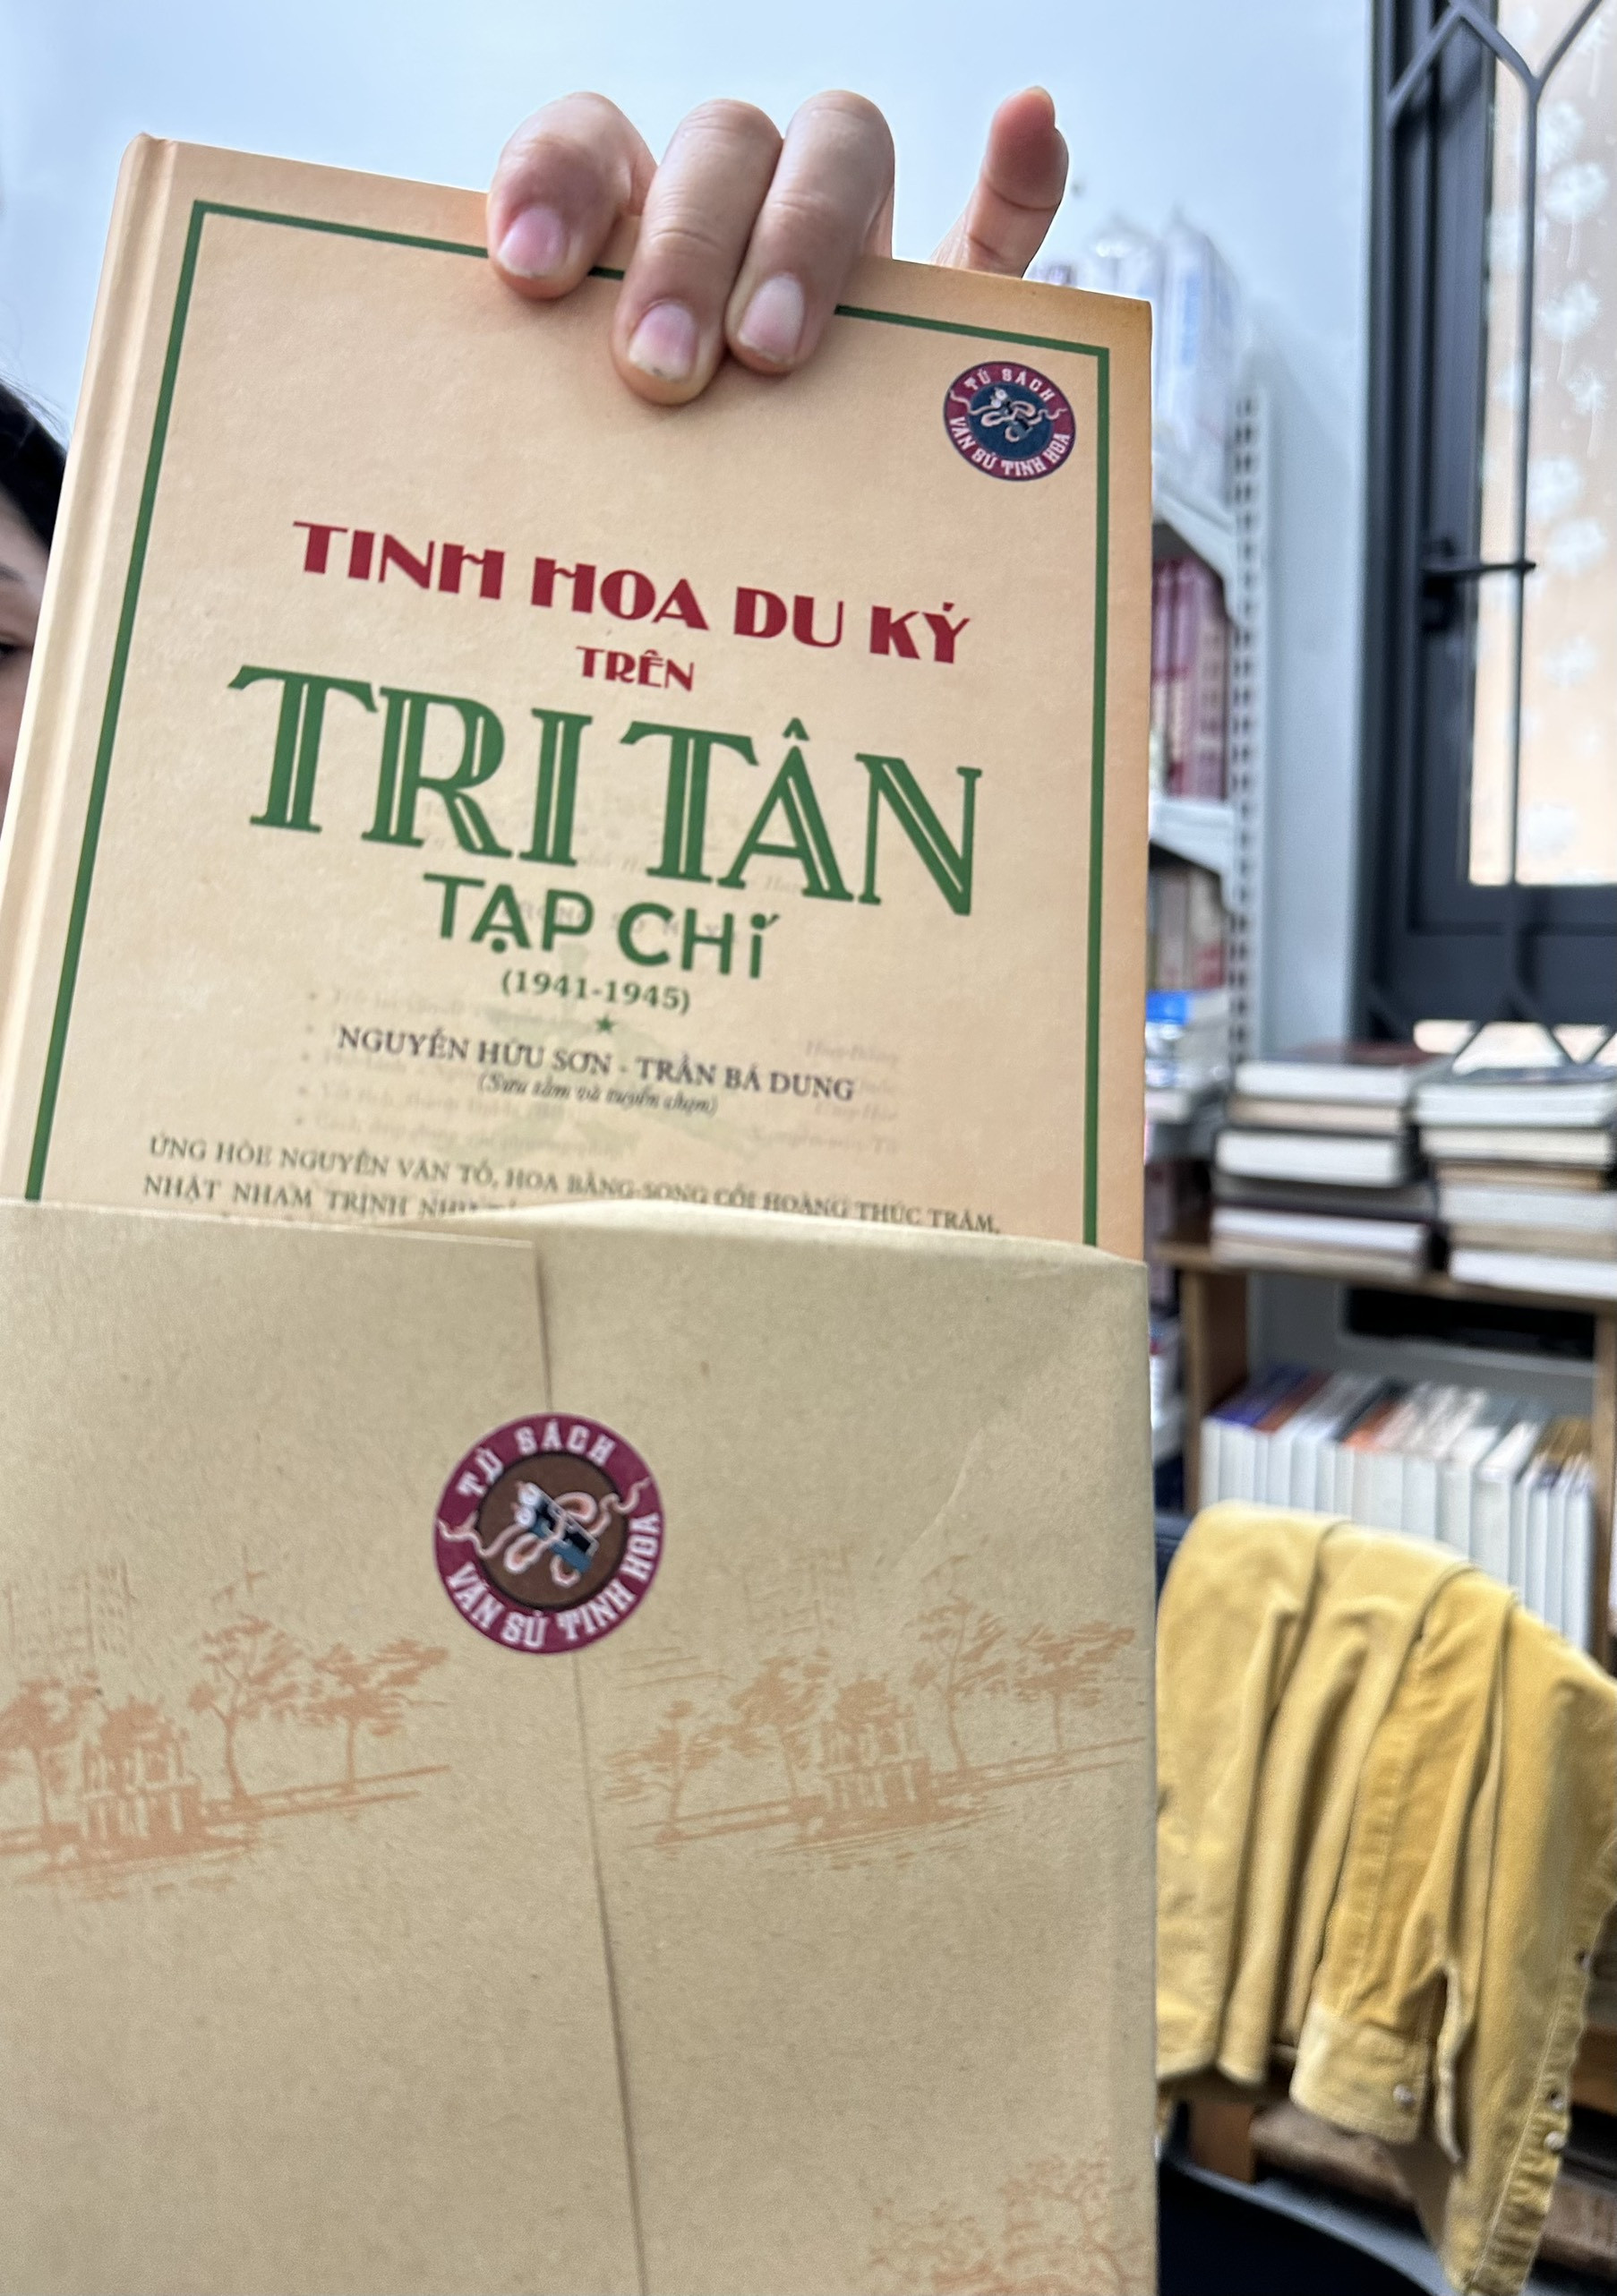 TỦ SÁCH
VĂN SỬ TINH HOA
TINH HOA DU KÝ
TRÊN
TRI TÂN
TẠP CHÍ
(1941-1945)
NGUYỄN HỮU SƠN - TRẦN BÁ DUNG
(Sưu tầm và tuyển chọn)
ỨNG HÒE NGUYỄN VĂN TỐ, HOA BẰNG-SONG CỐI HOÀNG THÚC TRÂM,
NHẬT NHAM TRỊNH
TỦ SÁCH
VĂN SỬ TINH HOA